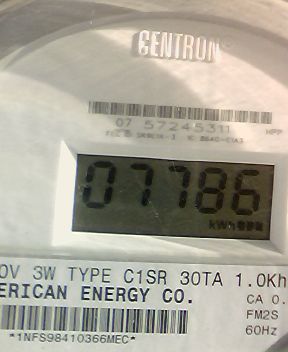 CENTRON
07 57245311
07786
kWh
0V 3W TYPE C1SR 30TA 1.0Kh
ERICAN ENERGY CO.
CA 0.
FM2S
60Hz
*1NFS98410366MEC*